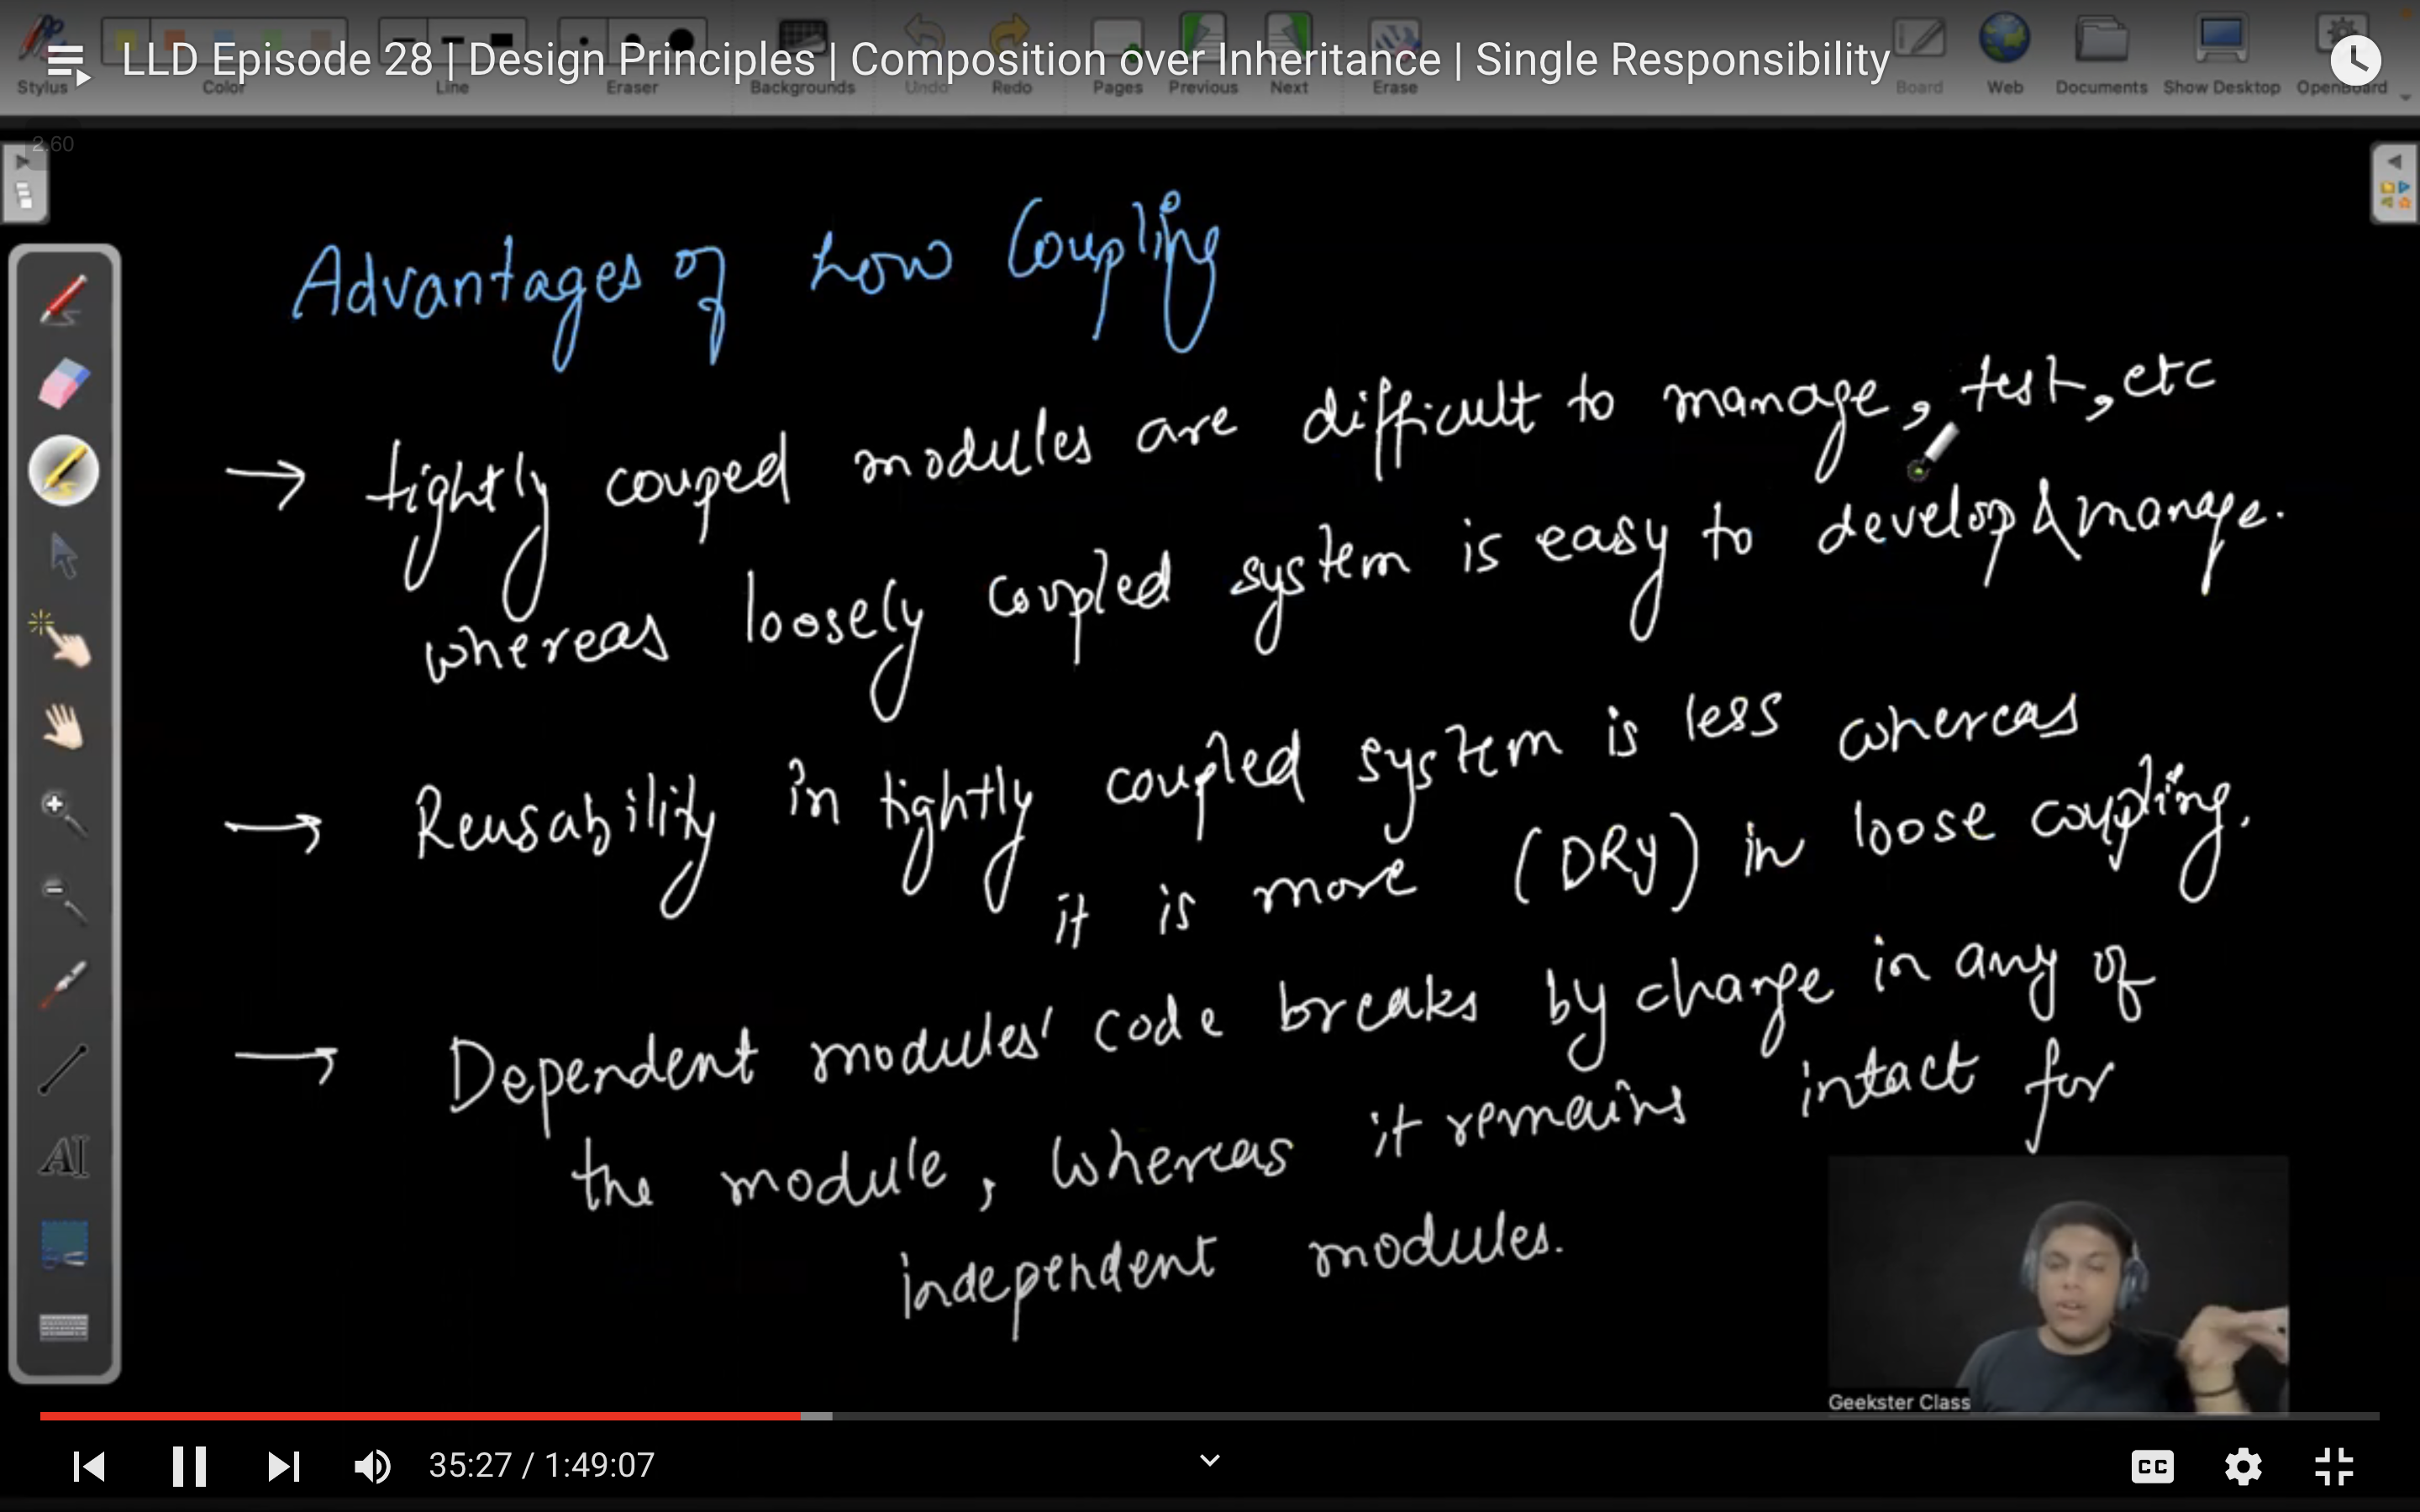 LLD Episode 28 | Design Principles | Composition over Inheritance | Single Responsibility
Stylus Color Line Eraser Backgrounds Undo Redo Pages Previous Next Erase Board Web Documents Show Desktop OpenBoard
2.60
Advantages of Low Coupling
→ tightly couped modules are difficult to manage, test, etc
whereas loosely coupled system is easy to develop & manage.
→ Reusability in tightly coupled system is less whereas
it is more (DRY) in loose coupling.
→ Dependent modules' code breaks by change in any of
the module, whereas it remains intact for
independent modules.
AI
Geekster Class
35:27 / 1:49:07
CC